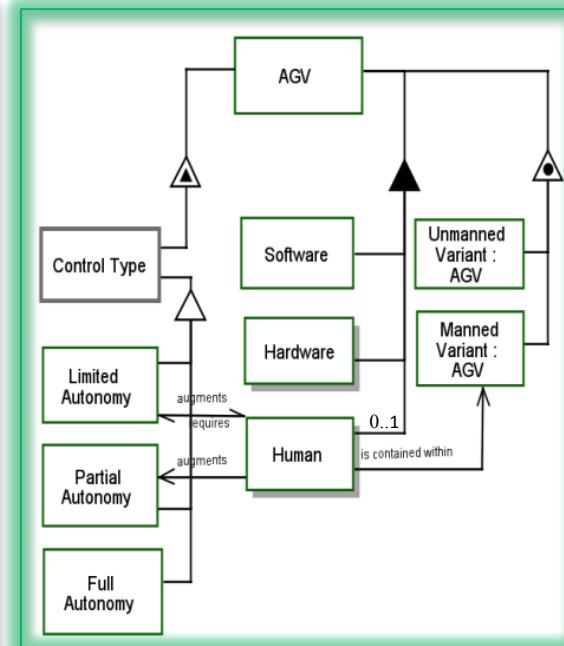 AGV
Control Type
Software
Unmanned
Variant :
AGV
Hardware
Manned
Variant :
AGV
Limited
Autonomy
augments
equires
Human
0..1
is contained within
Partial
Autonomy
augments
Full
Autonomy